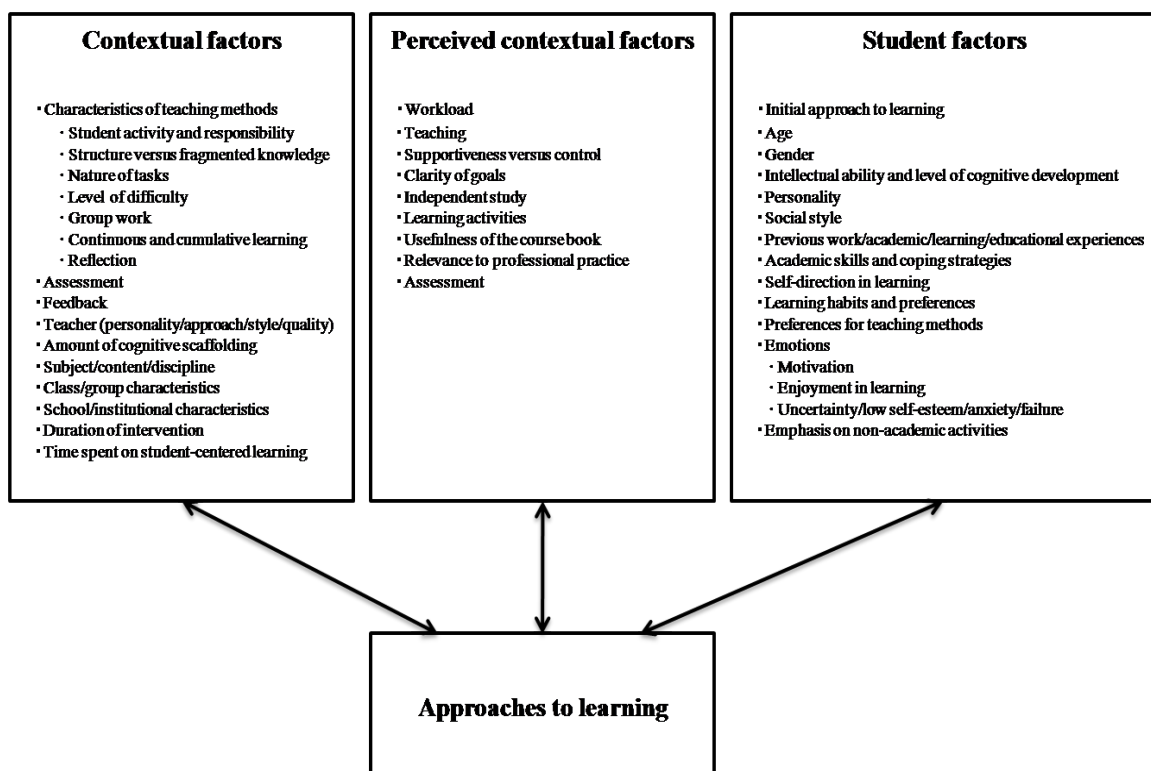 Contextual factors
· Characteristics of teaching methods
· Student activity and responsibility
· Structure versus fragmented knowledge
· Nature of tasks
· Level of difficulty
· Group work
· Continuous and cumulative learning
· Reflection
· Assessment
· Feedback
· Teacher (personality/approach/style/quality)
· Amount of cognitive scaffolding
· Subject/content/discipline
· Class/group characteristics
· School/institutional characteristics
· Duration of intervention
· Time spent on student-centered learning
Perceived contextual factors
· Workload
· Teaching
· Supportiveness versus control
· Clarity of goals
· Independent study
· Learning activities
· Usefulness of the course book
· Relevance to professional practice
· Assessment
Student factors
· Initial approach to learning
· Age
· Gender
· Intellectual ability and level of cognitive development
· Personality
· Social style
· Previous work/academic/learning/educational experiences
· Academic skills and coping strategies
· Self-direction in learning
· Learning habits and preferences
· Preferences for teaching methods
· Emotions
· Motivation
· Enjoyment in learning
· Uncertainty/low self-esteem/anxiety/failure
· Emphasis on non-academic activities
Approaches to learning